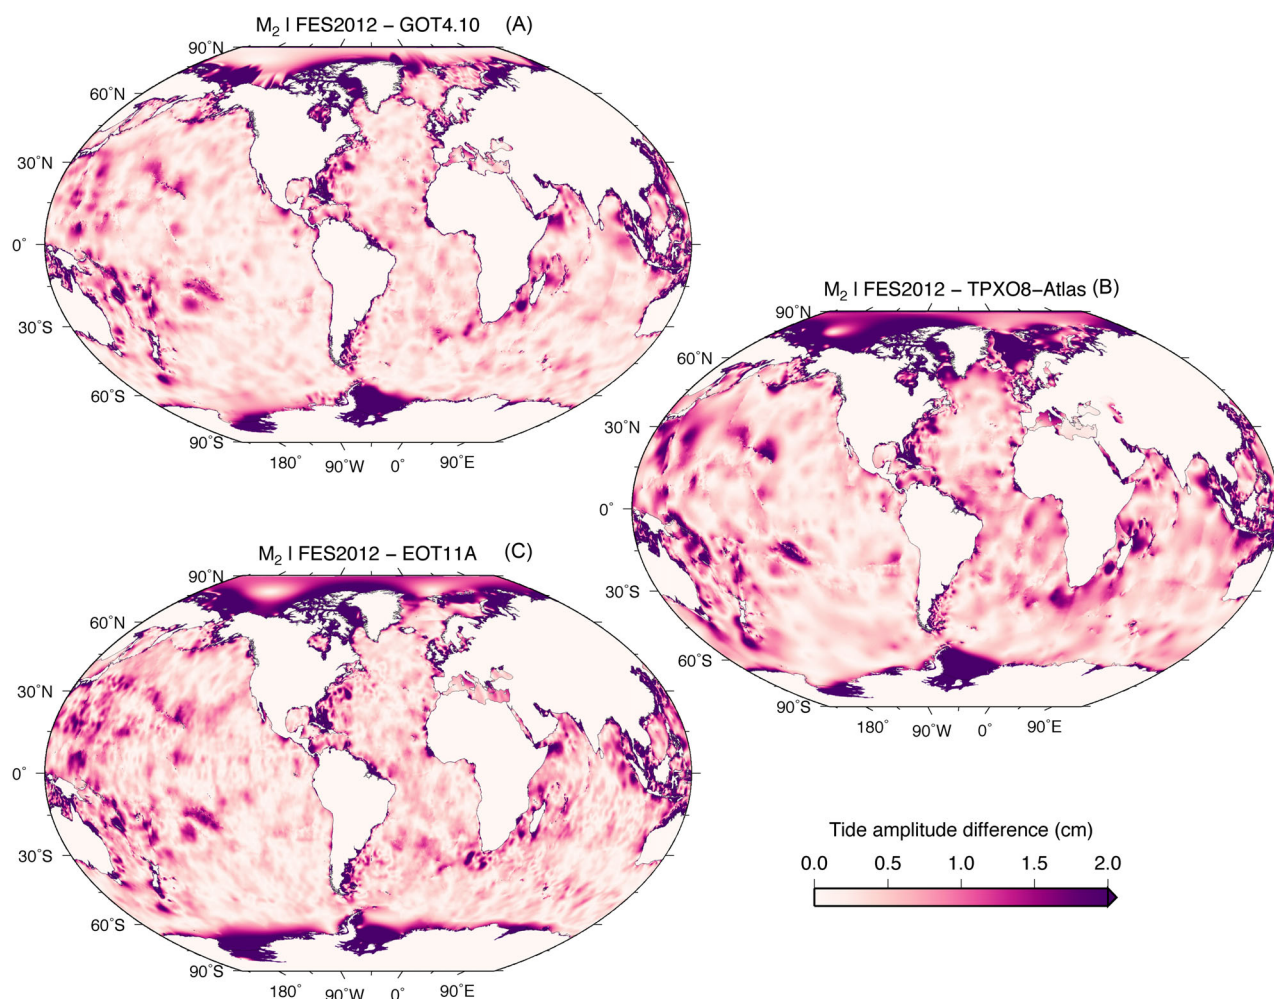 M₂ | FES2012 − GOT4.10 (A)
90˚N
60˚N
30˚N
0˚
30˚S
60˚S
90˚S
180˚ 90˚W 0˚ 90˚E
M₂ | FES2012 − TPXO8−Atlas (B)
90˚N
60˚N
30˚N
0˚
30˚S
60˚S
90˚S
180˚ 90˚W 0˚ 90˚E
M₂ | FES2012 − EOT11A (C)
90˚N
60˚N
30˚N
0˚
30˚S
60˚S
90˚S
180˚ 90˚W 0˚ 90˚E
Tide amplitude difference (cm)
0.0 0.5 1.0 1.5 2.0